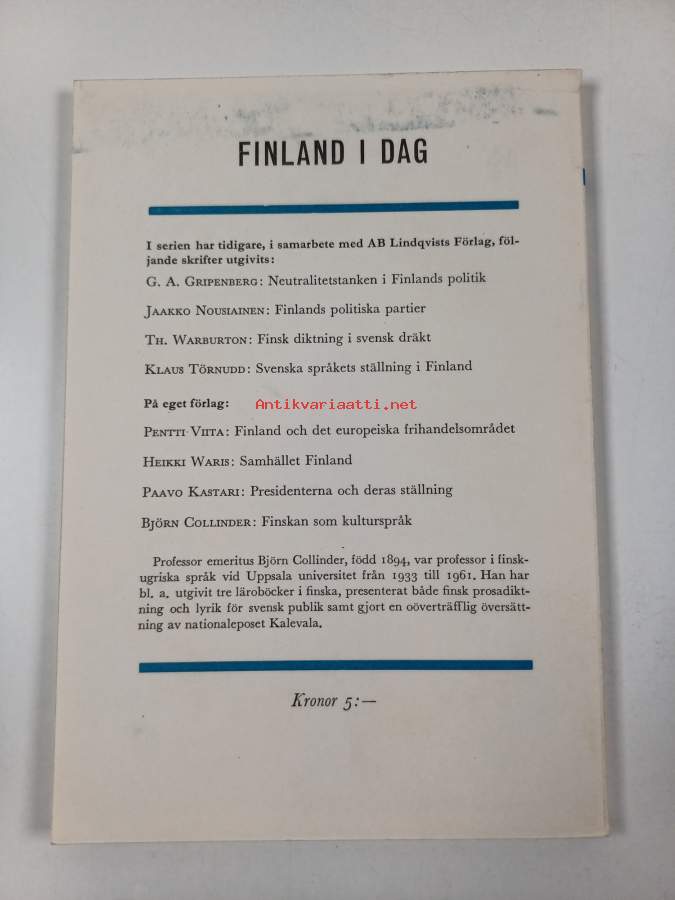 FINLAND I DAG
I serien har tidigare, i samarbete med AB Lindqvists Förlag, föl-
jande skrifter utgivits:
G. A. GRIPENBERG: Neutralitetstanken i Finlands politik
JAAKKO NOUSIAINEN: Finlands politiska partier
TH. WARBURTON: Finsk diktning i svensk dräkt
KLAUS TÖRNUDD: Svenska språkets ställning i Finland
På eget förlag:
Antikvariaatti.net
PENTTI VIITA: Finland och det europeiska frihandelsområdet
HEIKKI WARIS: Samhället Finland
PAAVO KASTARI: Presidenterna och deras ställning
BJÖRN COLLINDER: Finskan som kulturspråk
Professor emeritus Björn Collinder, född 1894, var professor i finsk-
ugriska språk vid Uppsala universitet från 1933 till 1961. Han har
bl. a. utgivit tre läroböcker i finska, presenterat både finsk prosadikt-
ning och lyrik för svensk publik samt gjort en oöverträfflig översätt-
ning av nationaleposet Kalevala.
Kronor 5:—